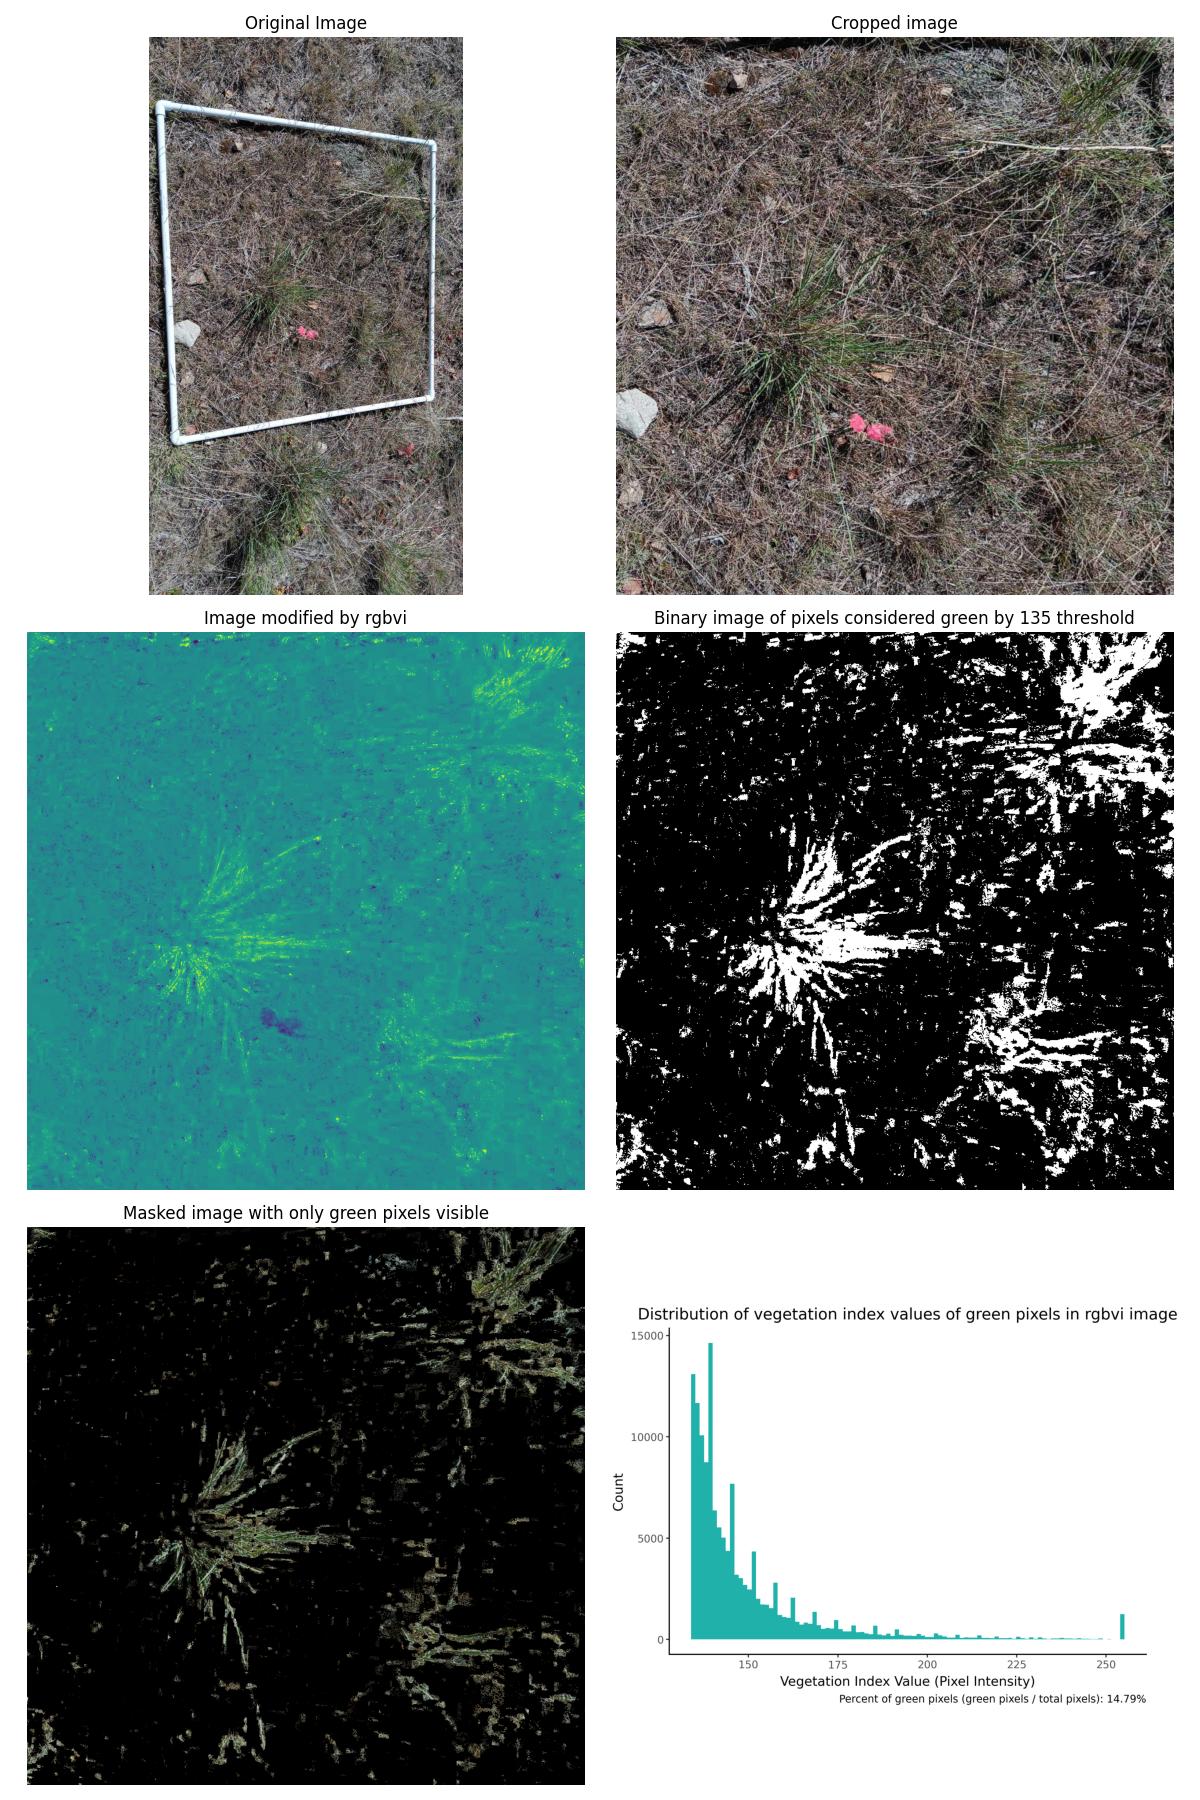 Original Image
Cropped image
Image modified by rgbvi
Binary image of pixels considered green by 135 threshold
Masked image with only green pixels visible
Distribution of vegetation index values of green pixels in rgbvi image
15000
10000
5000
0
Count
150 175 200 225 250
Vegetation Index Value (Pixel Intensity)
Percent of green pixels (green pixels / total pixels): 14.79%